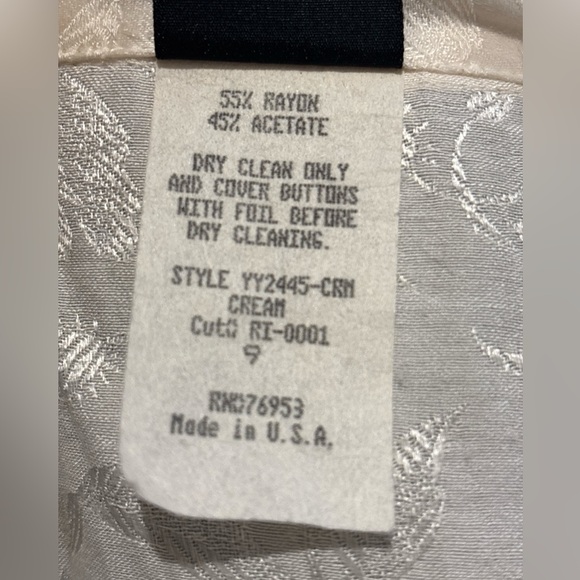 55% RAYON
45% ACETATE
DRY CLEAN ONLY
AND COVER BUTTONS
WITH FOIL BEFORE
DRY CLEANING.
STYLE YY2445-CRM
CREAM
Cut# RI-0001
9
RN#76953
Made in U.S.A.